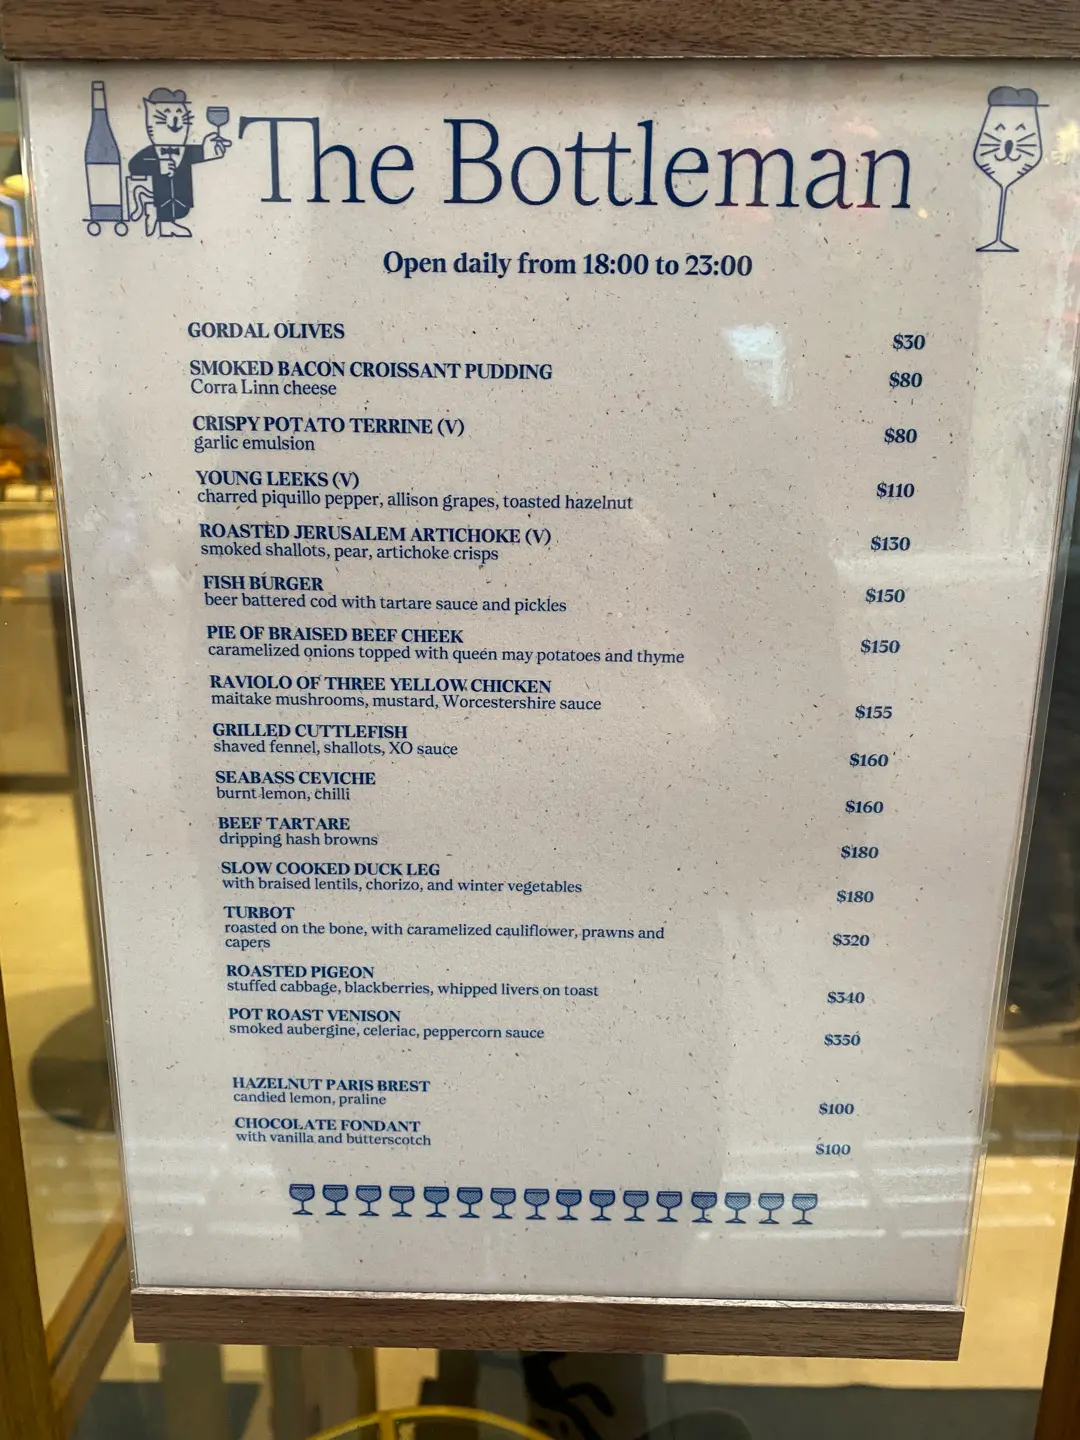 The Bottleman
Open daily from 18:00 to 23:00
GORDAL OLIVES $30
SMOKED BACON CROISSANT PUDDING $80
Corra Linn cheese
CRISPY POTATO TERRINE (V) $80
garlic emulsion
YOUNG LEEKS (V) $110
charred piquillo pepper, allison grapes, toasted hazelnut
ROASTED JERUSALEM ARTICHOKE (V) $130
smoked shallots, pear, artichoke crisps
FISH BURGER $150
beer battered cod with tartare sauce and pickles
PIE OF BRAISED BEEF CHEEK $150
caramelized onions topped with queen may potatoes and thyme
RAVIOLO OF THREE YELLOW CHICKEN $155
maitake mushrooms, mustard, Worcestershire sauce
GRILLED CUTTLEFISH $160
shaved fennel, shallots, XO sauce
SEABASS CEVICHE $160
burnt lemon, chilli
BEEF TARTARE $180
dripping hash browns
SLOW COOKED DUCK LEG $180
with braised lentils, chorizo, and winter vegetables
TURBOT $320
roasted on the bone, with caramelized cauliflower, prawns and
capers
ROASTED PIGEON $340
stuffed cabbage, blackberries, whipped livers on toast
POT ROAST VENISON $350
smoked aubergine, celeriac, peppercorn sauce
HAZELNUT PARIS BREST $100
candied lemon, praline
CHOCOLATE FONDANT $100
with vanilla and butterscotch